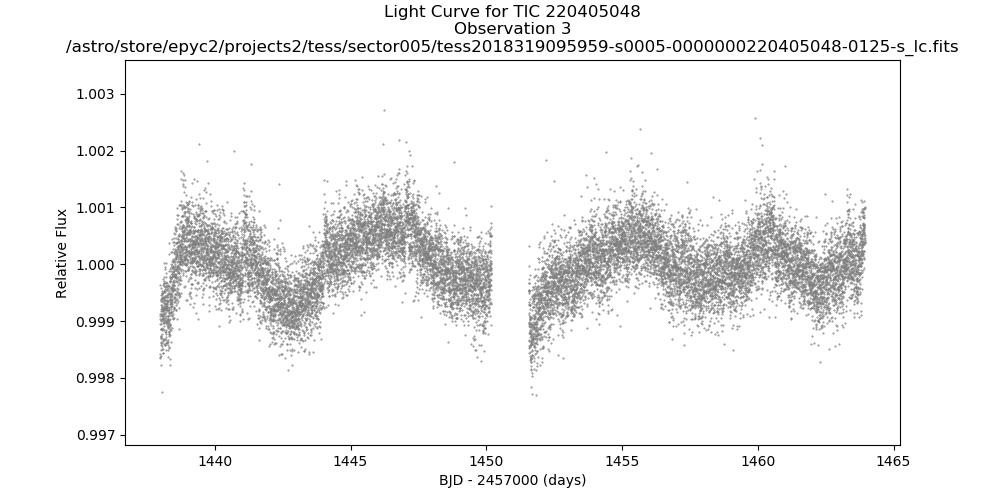 Light Curve for TIC 220405048
Observation 3
/astro/store/epyc2/projects2/tess/sector005/tess2018319095959-s0005-0000000220405048-0125-s_lc.fits
1.003
1.002
1.001
1.000
0.999
0.998
0.997
Relative Flux
1440
1445
1450
1455
1460
1465
BJD - 2457000 (days)